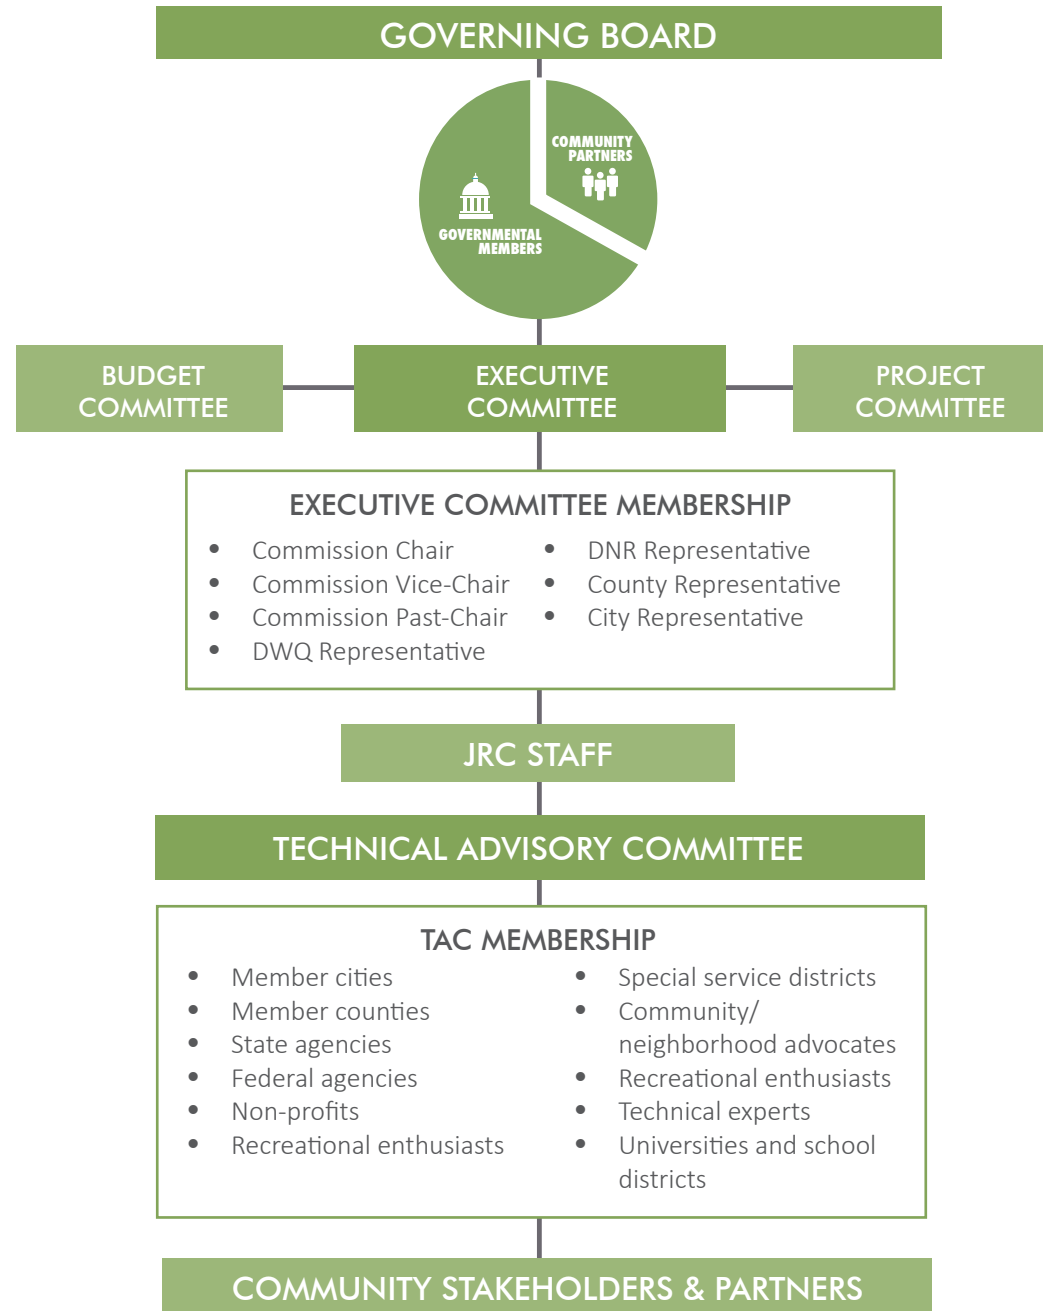 GOVERNING BOARD
COMMUNITY
PARTNERS
GOVERNMENTAL
MEMBERS
BUDGET
COMMITTEE
EXECUTIVE
COMMITTEE
PROJECT
COMMITTEE
EXECUTIVE COMMITTEE MEMBERSHIP
• Commission Chair
• Commission Vice-Chair
• Commission Past-Chair
• DWQ Representative
• DNR Representative
• County Representative
• City Representative
JRC STAFF
TECHNICAL ADVISORY COMMITTEE
TAC MEMBERSHIP
• Member cities
• Member counties
• State agencies
• Federal agencies
• Non-profits
• Recreational enthusiasts
• Special service districts
• Community/
neighborhood advocates
• Recreational enthusiasts
• Technical experts
• Universities and school
districts
COMMUNITY STAKEHOLDERS & PARTNERS